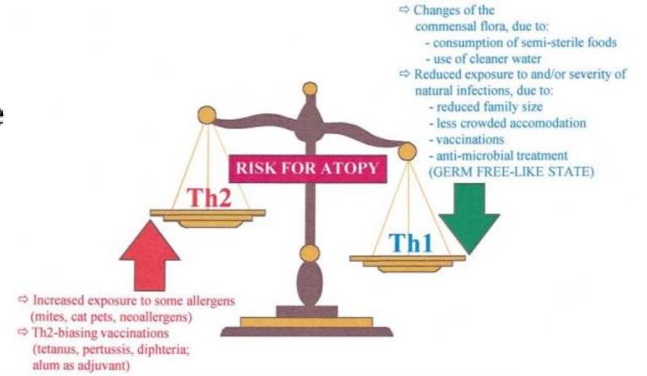 ⇨ Changes of the
commensal flora, due to:
- consumption of semi-sterile foods
- use of cleaner water
⇨ Reduced exposure to and/or severity of
natural infections, due to:
- reduced family size
- less crowded accomodation
- vaccinations
- anti-microbial treatment
(GERM FREE-LIKE STATE)
RISK FOR ATOPY
Th2
Th1
⇨ Increased exposure to some allergens
(mites, cat pets, neoallergens)
⇨ Th2-biasing vaccinations
(tetanus, pertussis, diphteria;
alum as adjuvant)